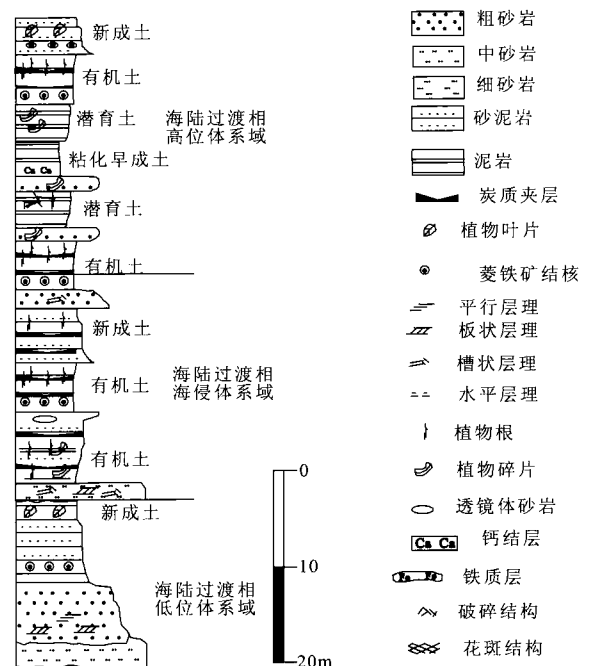 新成土
有机土
潜育土
海陆过渡相
高位体系域
粘化早成土
Ca Ca
潜育土
有机土
新成土
有机土
海陆过渡相
海侵体系域
有机土
新成土
海陆过渡相
低位体系域
0
10
20m
粗砂岩
中砂岩
细砂岩
砂泥岩
泥岩
炭质夹层
植物叶片
菱铁矿结核
平行层理
板状层理
槽状层理
水平层理
植物根
植物碎片
透镜体砂岩
Ca Ca 钙结层
Fe Fe 铁质层
破碎结构
花斑结构